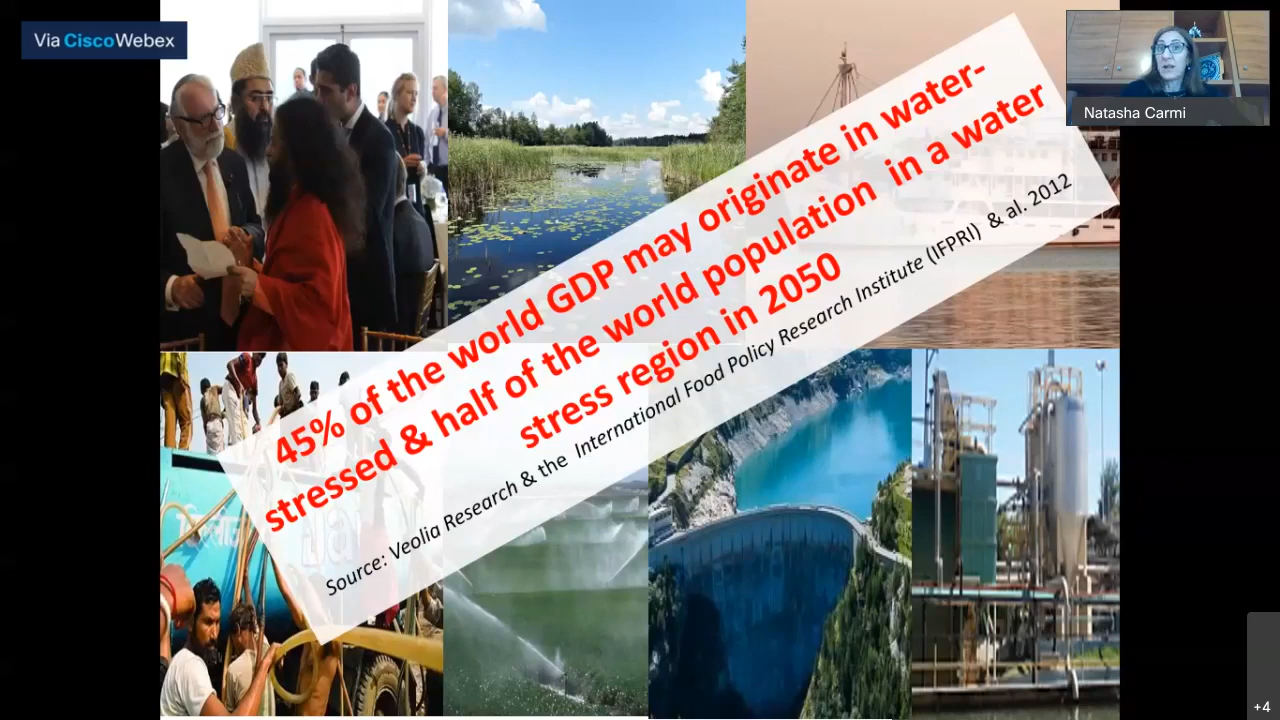 Via CiscoWebex
Natasha Carmi
45% of the world GDP may originate in water-
stressed & half of the world population in a water
stress region in 2050
Source: Veolia Research & the International Food Policy Research Institute (IFPRI) & al. 2012
+4